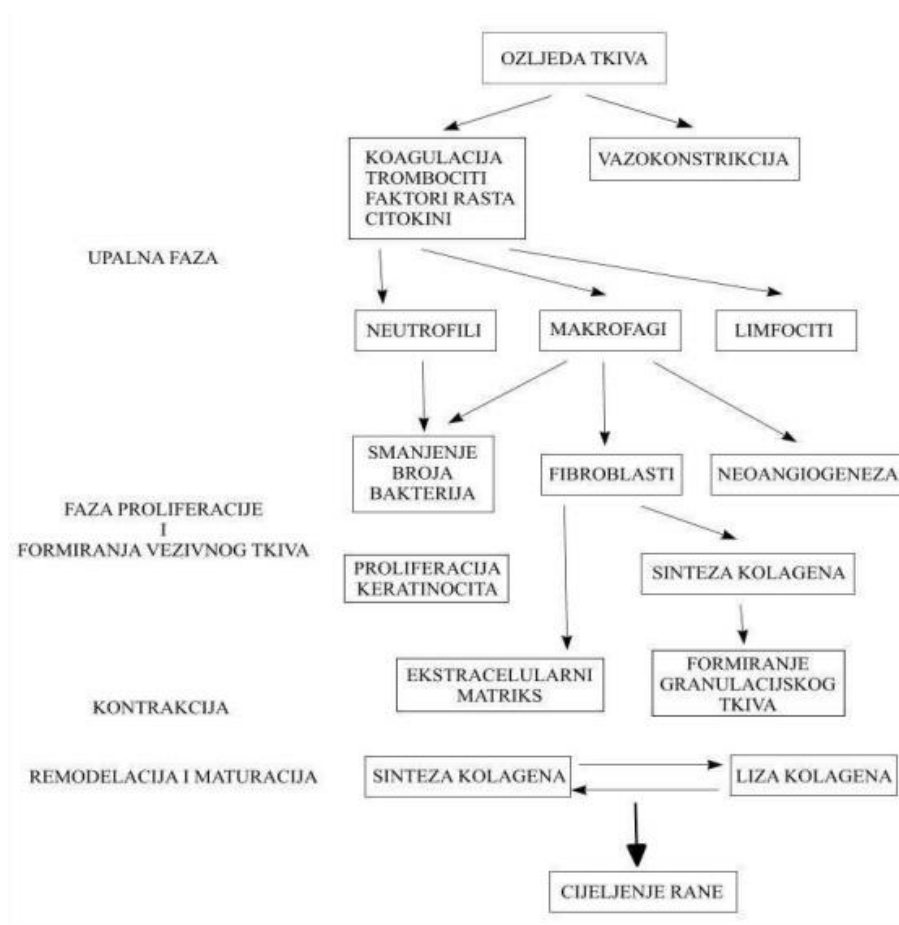 OZLJEDA TKIVA
KOAGULACIJA
TROMBOCITI
FAKTORI RASTA
CITOKINI
VAZOKONSTRIKCIJA
UPALNA FAZA
NEUTROFILI
MAKROFAGI
LIMFOCITI
SMANJENJE
BROJA
BAKTERIJA
FIBROBLASTI
NEOANGIOGENEZA
FAZA PROLIFERACIJE
I
FORMIRANJA VEZIVNOG TKIVA
PROLIFERACIJA
KERATINOCITA
SINTEZA KOLAGENA
EKSTRACELULARNI
MATRIKS
FORMIRANJE
GRANULACIJSKOG
TKIVA
KONTRAKCIJA
REMODELACIJA I MATURACIJA
SINTEZA KOLAGENA
LIZA KOLAGENA
CIJELJENJE RANE